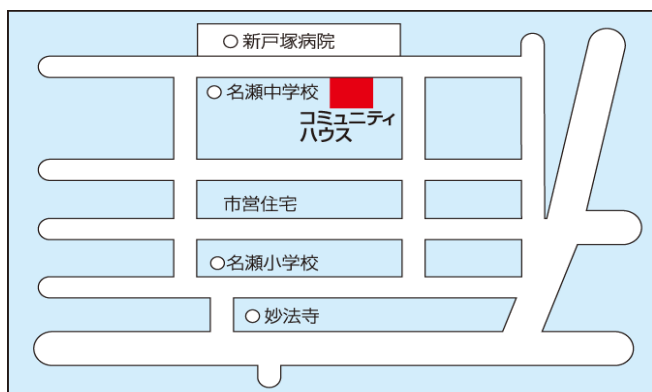 新戸塚病院
名瀬中学校
コミュニティ
ハウス
市営住宅
名瀬小学校
妙法寺